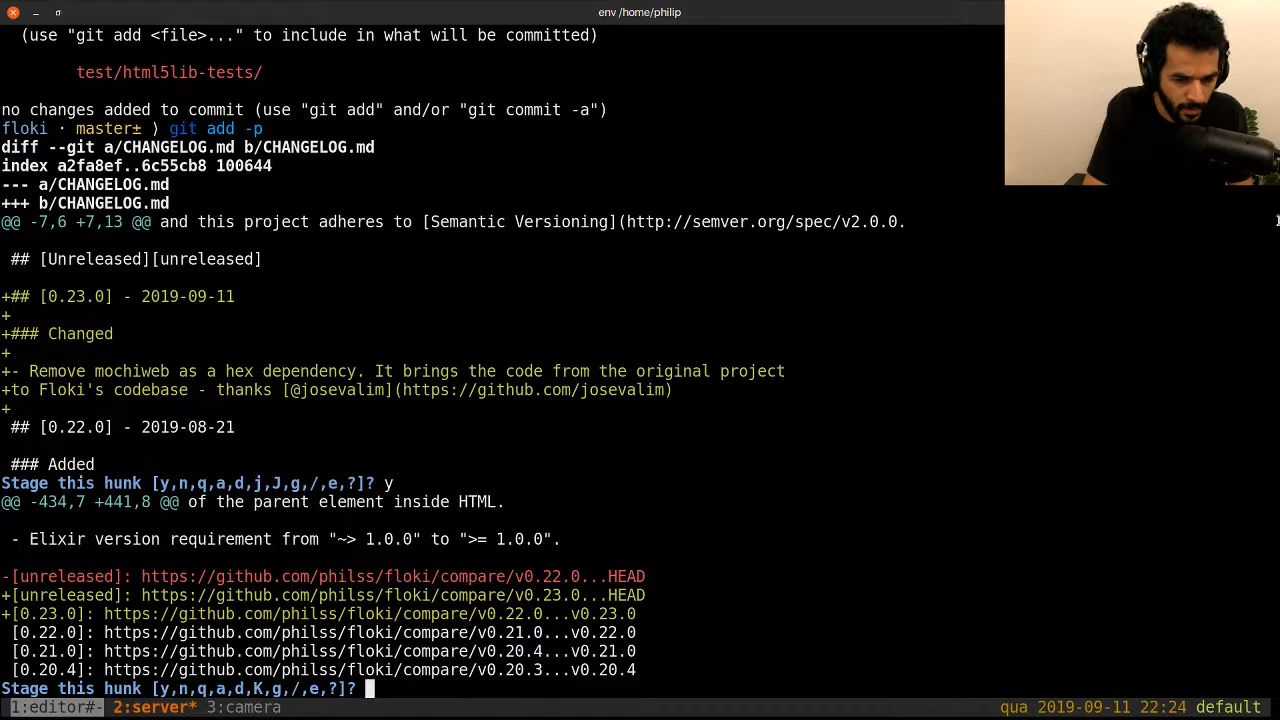 env /home/philip
(use "git add <file>..." to include in what will be committed)
test/html5lib-tests/
no changes added to commit (use "git add" and/or "git commit -a")
floki · master± ⟩ git add -p
diff --git a/CHANGELOG.md b/CHANGELOG.md
index a2fa8ef..6c55cb8 100644
--- a/CHANGELOG.md
+++ b/CHANGELOG.md
@@ -7,6 +7,13 @@ and this project adheres to [Semantic Versioning](http://semver.org/spec/v2.0.0.
## [Unreleased][unreleased]
+## [0.23.0] - 2019-09-11
+
+### Changed
+
+- Remove mochiweb as a hex dependency. It brings the code from the original project
+to Floki's codebase - thanks [@josevalim](https://github.com/josevalim)
+
## [0.22.0] - 2019-08-21
### Added
Stage this hunk [y,n,q,a,d,j,J,g,/,e,?]? y
@@ -434,7 +441,8 @@ of the parent element inside HTML.
- Elixir version requirement from "~> 1.0.0" to ">= 1.0.0".
-[unreleased]: https://github.com/philss/floki/compare/v0.22.0...HEAD
+[unreleased]: https://github.com/philss/floki/compare/v0.23.0...HEAD
+[0.23.0]: https://github.com/philss/floki/compare/v0.22.0...v0.23.0
[0.22.0]: https://github.com/philss/floki/compare/v0.21.0...v0.22.0
[0.21.0]: https://github.com/philss/floki/compare/v0.20.4...v0.21.0
[0.20.4]: https://github.com/philss/floki/compare/v0.20.3...v0.20.4
Stage this hunk [y,n,q,a,d,K,g,/,e,?]?
1:editor#- 2:server* 3:camera qua 2019-09-11 22:24 default